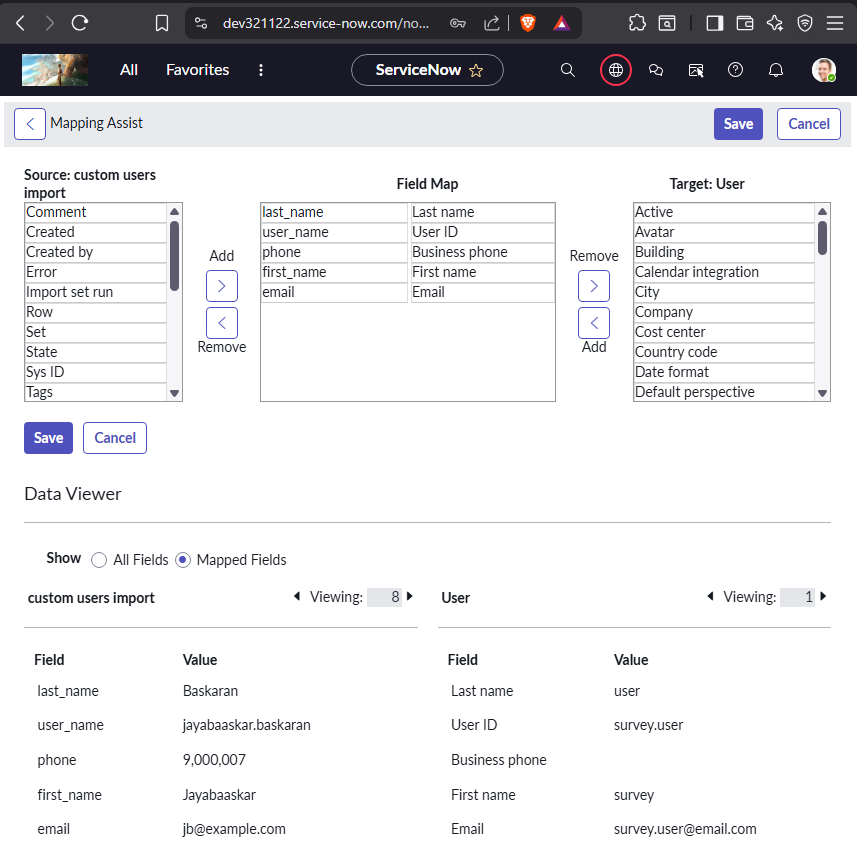 dev321122.service-now.com/no...
All Favorites ServiceNow
Mapping Assist Save Cancel
Source: custom users import
Field Map
Target: User
Comment
Created
Created by
Error
Import set run
Row
Set
State
Sys ID
Tags
Add
Remove
last_name Last name
user_name User ID
phone Business phone
first_name First name
email Email
Remove
Add
Active
Avatar
Building
Calendar integration
City
Company
Cost center
Country code
Date format
Default perspective
Save Cancel
Data Viewer
Show All Fields Mapped Fields
custom users import Viewing: 8
Field Value
last_name Baskaran
user_name jayabaaskar.baskaran
phone 9,000,007
first_name Jayabaaskar
email jb@example.com
User Viewing: 1
Field Value
Last name user
User ID survey.user
Business phone
First name survey
Email survey.user@email.com